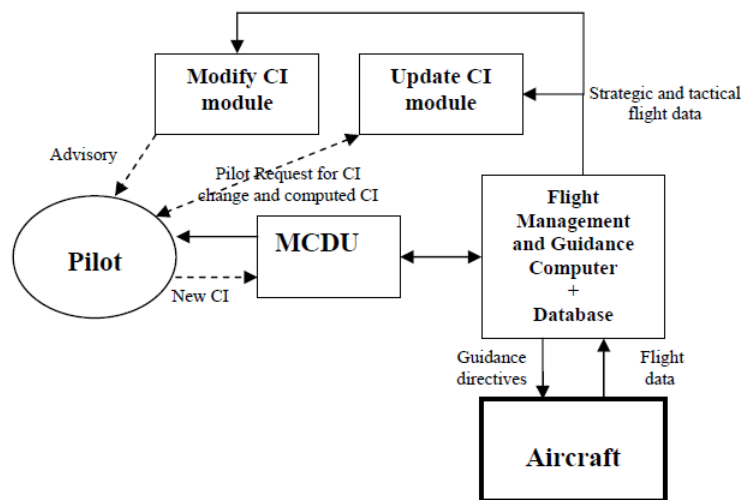 Modify CI
module
Update CI
module
Strategic and tactical
flight data
Advisory
Pilot Request for CI
change and computed CI
Flight
Management
and Guidance
Computer
+
Database
MCDU
Pilot
New CI
Guidance
directives
Flight
data
Aircraft